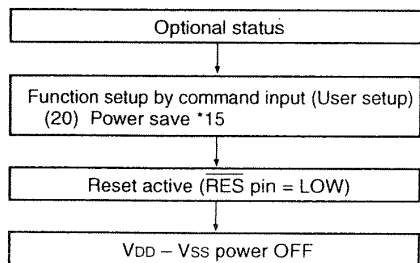 Optional status
Function setup by command input (User setup)
(20) Power save *15
Reset active (RES pin = LOW)
VDD – VSS power OFF